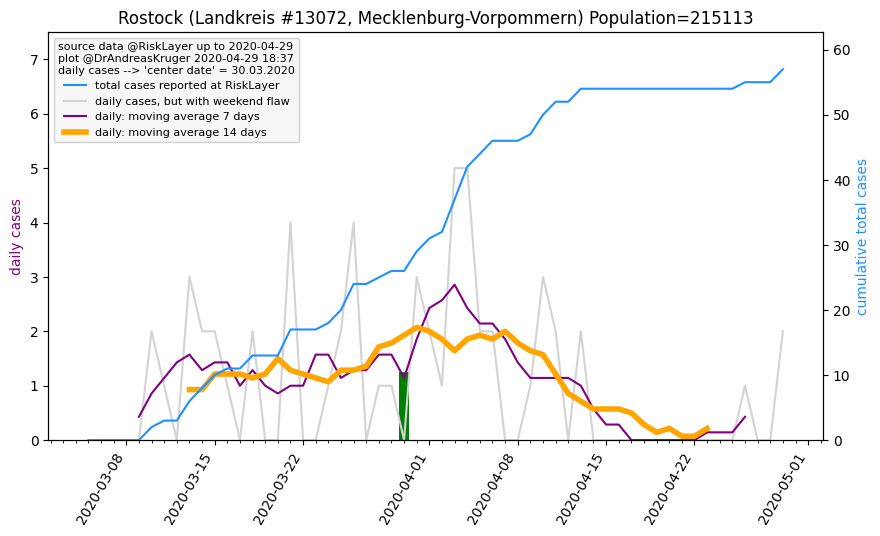 Rostock (Landkreis #13072, Mecklenburg-Vorpommern) Population=215113
source data @RiskLayer up to 2020-04-29
plot @DrAndreasKruger 2020-04-29 18:37
daily cases --> 'center date' = 30.03.2020
total cases reported at RiskLayer
daily cases, but with weekend flaw
daily: moving average 7 days
daily: moving average 14 days
daily cases
7
6
5
4
3
2
1
0
cumulative total cases
60
50
40
30
20
10
0
2020-03-08
2020-03-15
2020-03-22
2020-04-01
2020-04-08
2020-04-15
2020-04-22
2020-05-01